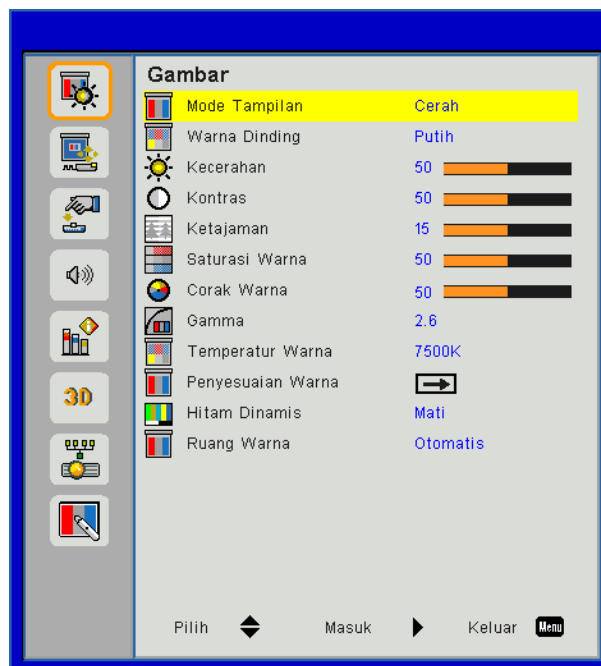 Gambar
Mode Tampilan Cerah
Warna Dinding Putih
Kecerahan 50
Kontras 50
Ketajaman 15
Saturasi Warna 50
Corak Warna 50
Gamma 2.6
Temperatur Warna 7500K
Penyesuaian Warna
Hitam Dinamis Mati
Ruang Warna Otomatis
3D
Pilih Masuk Keluar Menu